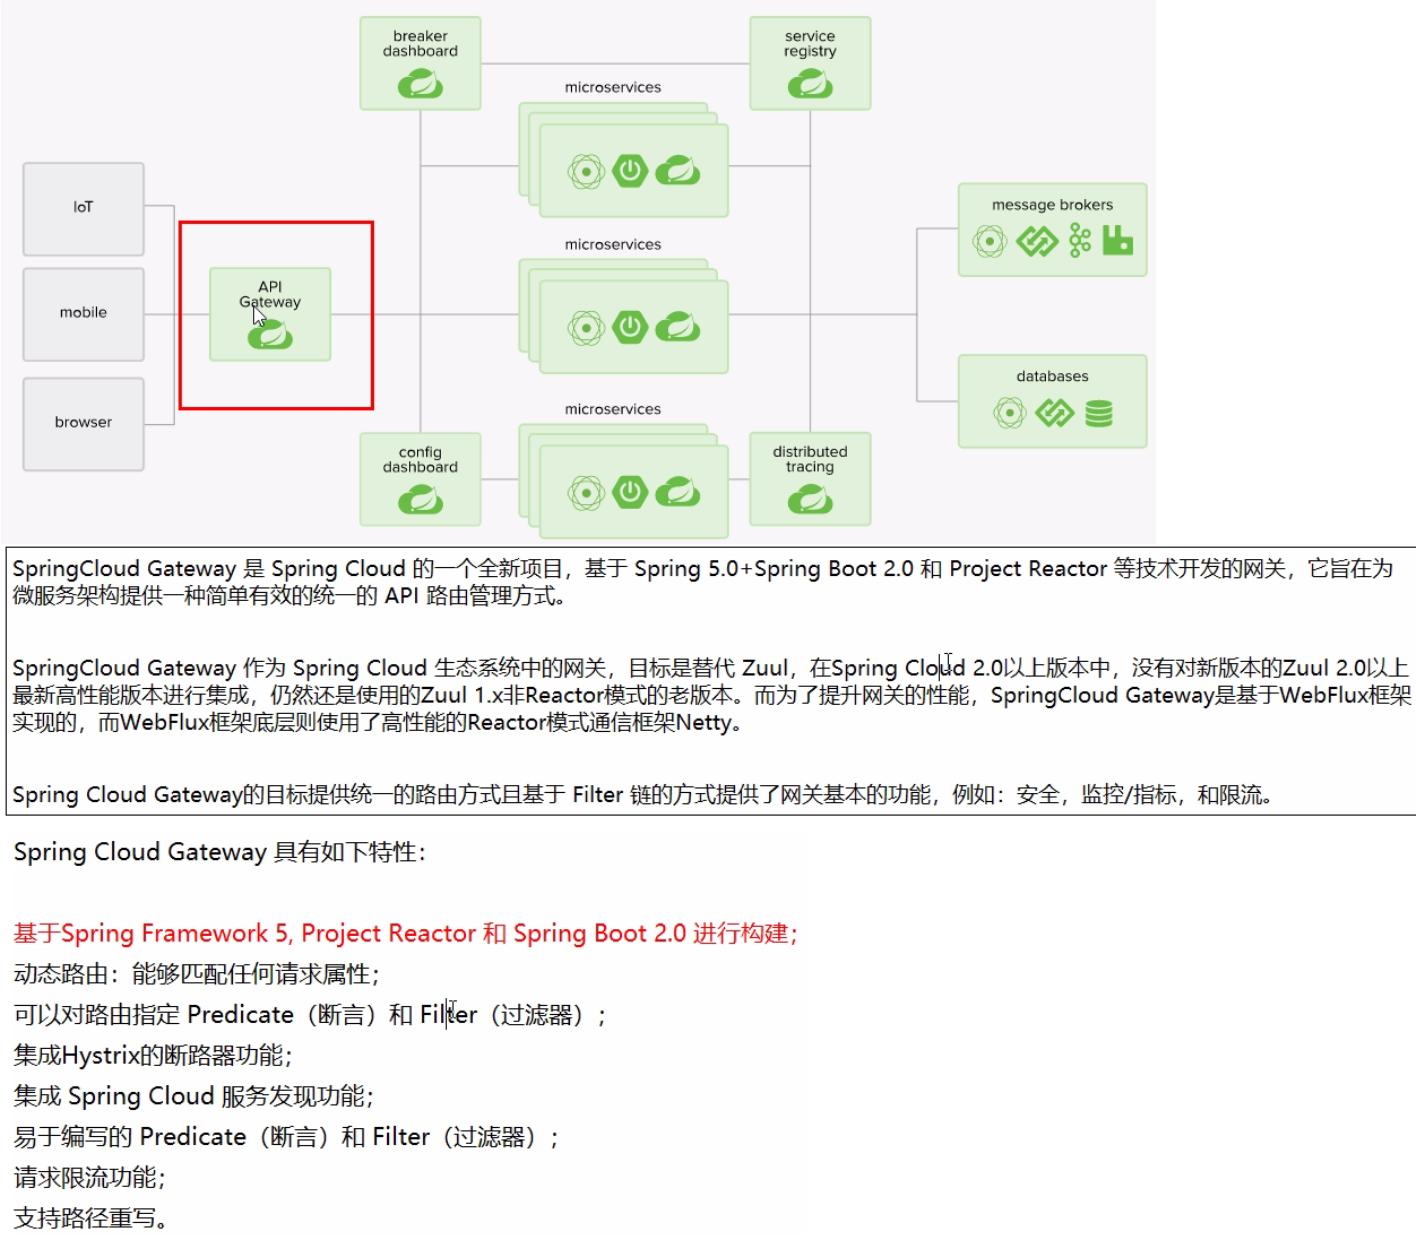 breaker
dashboard
service
registry
microservices
IoT
message brokers
microservices
API
Gateway
mobile
databases
microservices
browser
config
dashboard
distributed
tracing
SpringCloud Gateway 是 Spring Cloud 的一个全新项目，基于 Spring 5.0+Spring Boot 2.0 和 Project Reactor 等技术开发的网关，它旨在为
微服务架构提供一种简单有效的统一的 API 路由管理方式。
SpringCloud Gateway 作为 Spring Cloud 生态系统中的网关，目标是替代 Zuul，在Spring Cloud 2.0以上版本中，没有对新版本的Zuul 2.0以上
最新高性能版本进行集成，仍然还是使用的Zuul 1.x非Reactor模式的老版本。而为了提升网关的性能，SpringCloud Gateway是基于WebFlux框架
实现的，而WebFlux框架底层则使用了高性能的Reactor模式通信框架Netty。
Spring Cloud Gateway的目标提供统一的路由方式且基于 Filter 链的方式提供了网关基本的功能，例如：安全，监控/指标，和限流。
Spring Cloud Gateway 具有如下特性：
基于Spring Framework 5, Project Reactor 和 Spring Boot 2.0 进行构建；
动态路由：能够匹配任何请求属性；
可以对路由指定 Predicate（断言）和 Filter（过滤器）；
集成Hystrix的断路器功能；
集成 Spring Cloud 服务发现功能；
易于编写的 Predicate（断言）和 Filter（过滤器）；
请求限流功能；
支持路径重写。